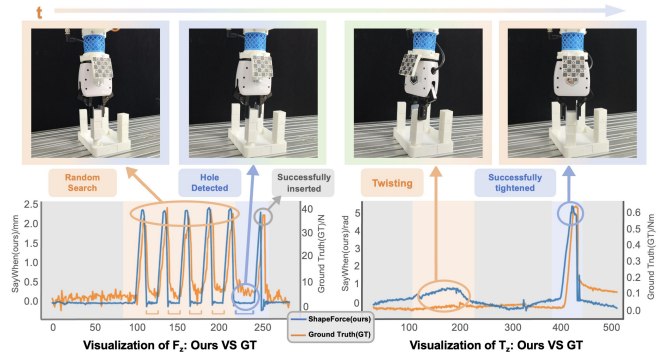 t
Random
Search
Hole
Detected
Successfully
inserted
Twisting
Successfully
tightened
SayWhen(ours)/mm
2.5
2.0
1.5
1.0
0.5
0.0
0
50
100
150
200
250
40
30
20
10
0
Ground Truth(GT)/N
Visualization of Fz: Ours VS GT
ShapeForce(ours)
Ground Truth(GT)
SayWhen(ours)/rad
5
4
3
2
1
0
100
200
300
400
500
0.6
0.5
0.4
0.3
0.2
0.1
0.0
Ground Truth(GT)/Nm
Visualization of Tz: Ours VS GT